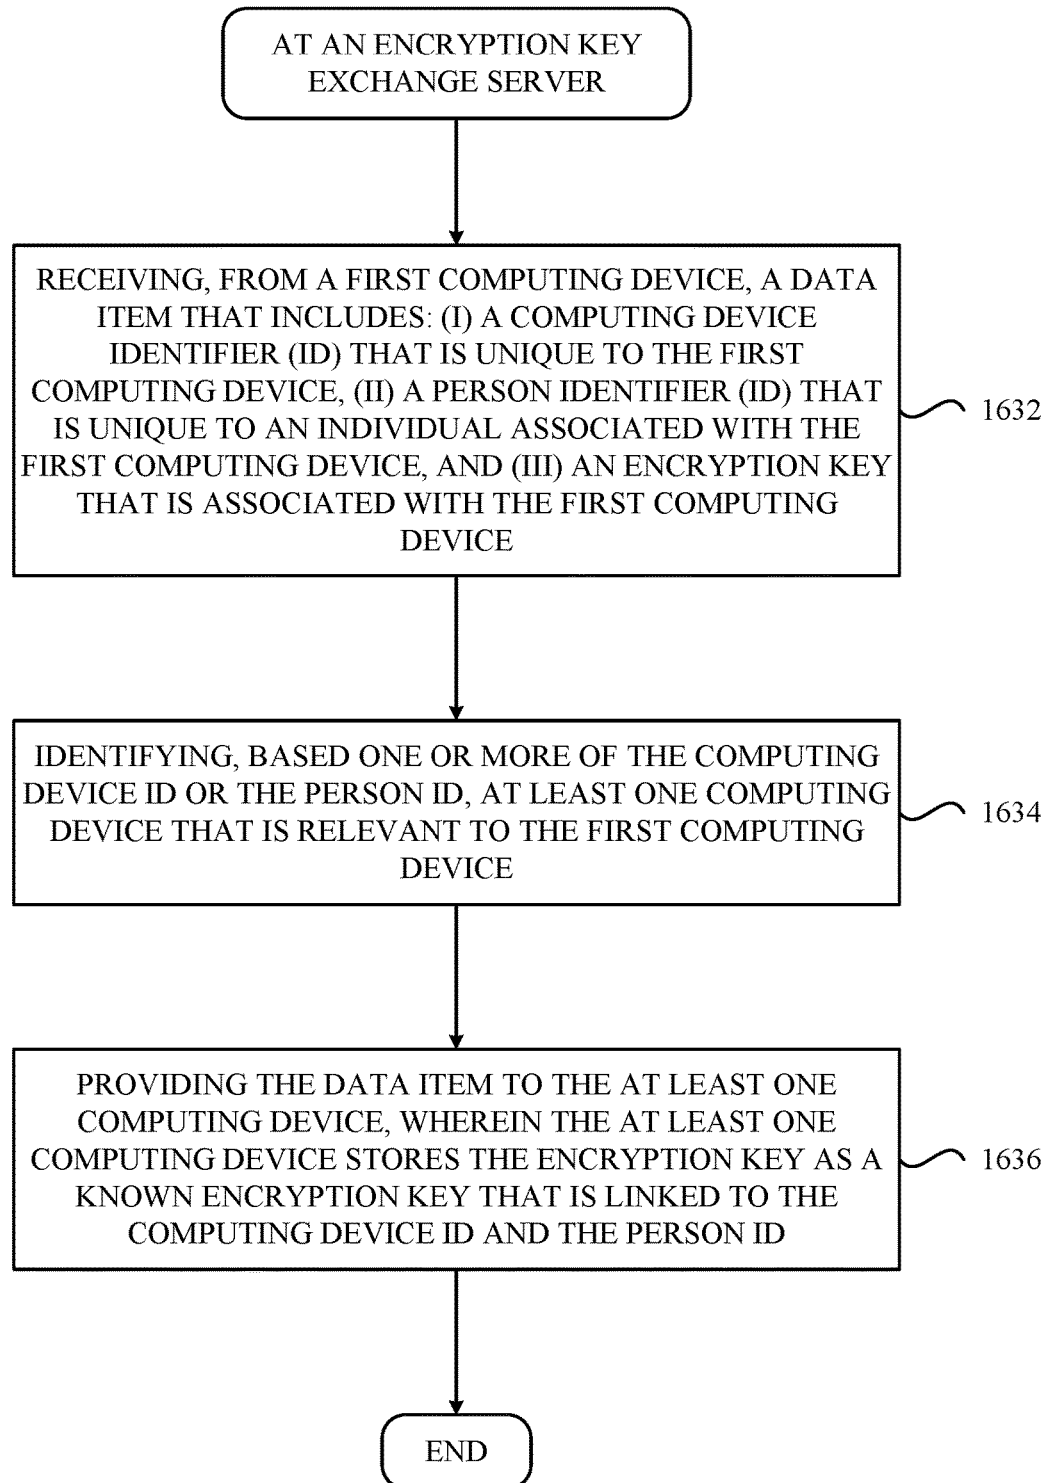 AT AN ENCRYPTION KEY
EXCHANGE SERVER
RECEIVING, FROM A FIRST COMPUTING DEVICE, A DATA
ITEM THAT INCLUDES: (I) A COMPUTING DEVICE
IDENTIFIER (ID) THAT IS UNIQUE TO THE FIRST
COMPUTING DEVICE, (II) A PERSON IDENTIFIER (ID) THAT
IS UNIQUE TO AN INDIVIDUAL ASSOCIATED WITH THE
FIRST COMPUTING DEVICE, AND (III) AN ENCRYPTION KEY
THAT IS ASSOCIATED WITH THE FIRST COMPUTING
DEVICE
1632
IDENTIFYING, BASED ONE OR MORE OF THE COMPUTING
DEVICE ID OR THE PERSON ID, AT LEAST ONE COMPUTING
DEVICE THAT IS RELEVANT TO THE FIRST COMPUTING
DEVICE
1634
PROVIDING THE DATA ITEM TO THE AT LEAST ONE
COMPUTING DEVICE, WHEREIN THE AT LEAST ONE
COMPUTING DEVICE STORES THE ENCRYPTION KEY AS A
KNOWN ENCRYPTION KEY THAT IS LINKED TO THE
COMPUTING DEVICE ID AND THE PERSON ID
1636
END